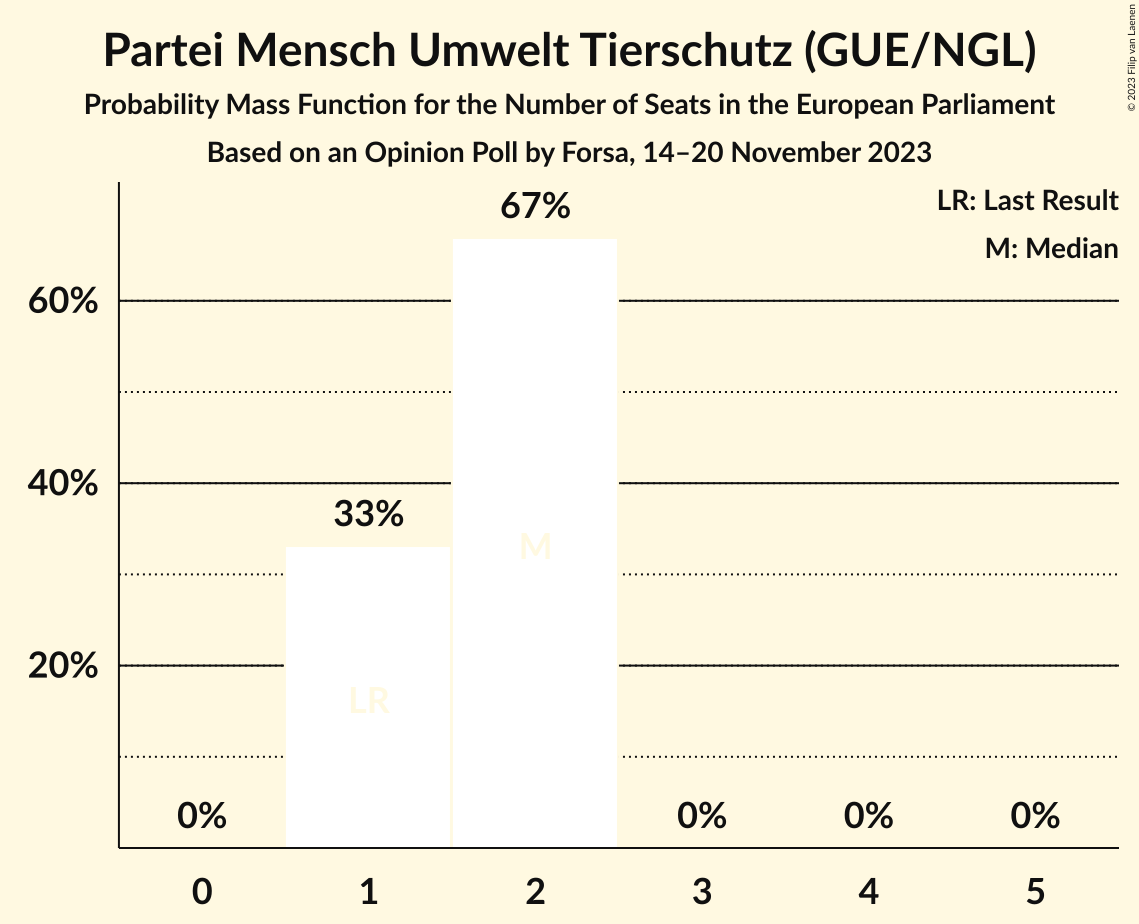 Partei Mensch Umwelt Tierschutz (GUE/NGL)
Probability Mass Function for the Number of Seats in the European Parliament
Based on an Opinion Poll by Forsa, 14–20 November 2023
© 2023 Filip van Laenen
LR: Last Result
M: Median
67%
60%
40%
33%
M
20%
LR
0%
0%
0%
0%
0 1 2 3 4 5